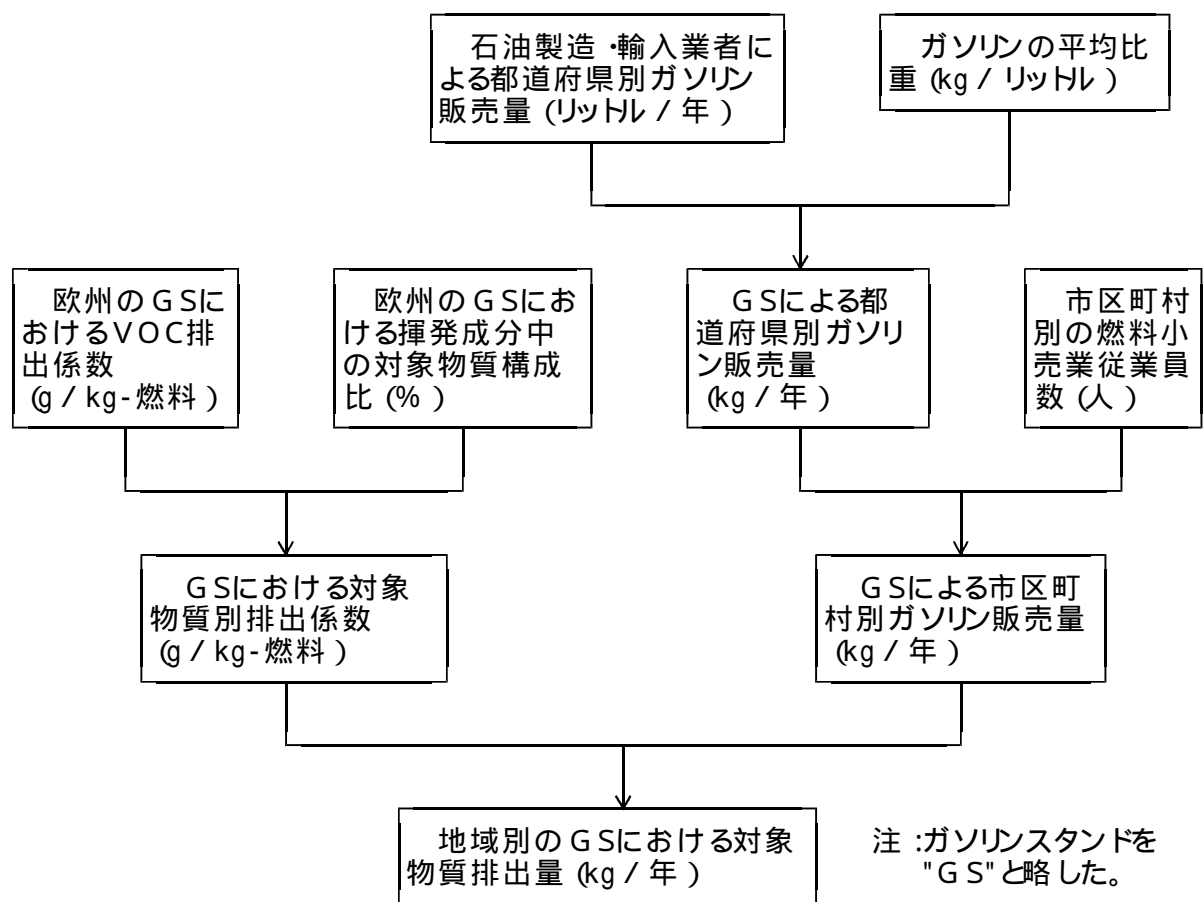 石油製造・輸入業者に
よる都道府県別ガソリン
販売量(リットル/年)
ガソリンの平均比
重(kg/リットル)
欧州のGSに
おけるVOC排
出係数
(g/kg-燃料)
欧州のGSにお
ける揮発成分中
の対象物質構成
比(%)
GSによる都
道府県別ガソリ
ン販売量
(kg/年)
市区町村
別の燃料小
売業従業員
数(人)
GSにおける対象
物質別排出係数
(g/kg-燃料)
GSによる市区町
村別ガソリン販売量
(kg/年)
地域別のGSにおける対象
物質排出量(kg/年)
注:ガソリンスタンドを
"GS"と略した。